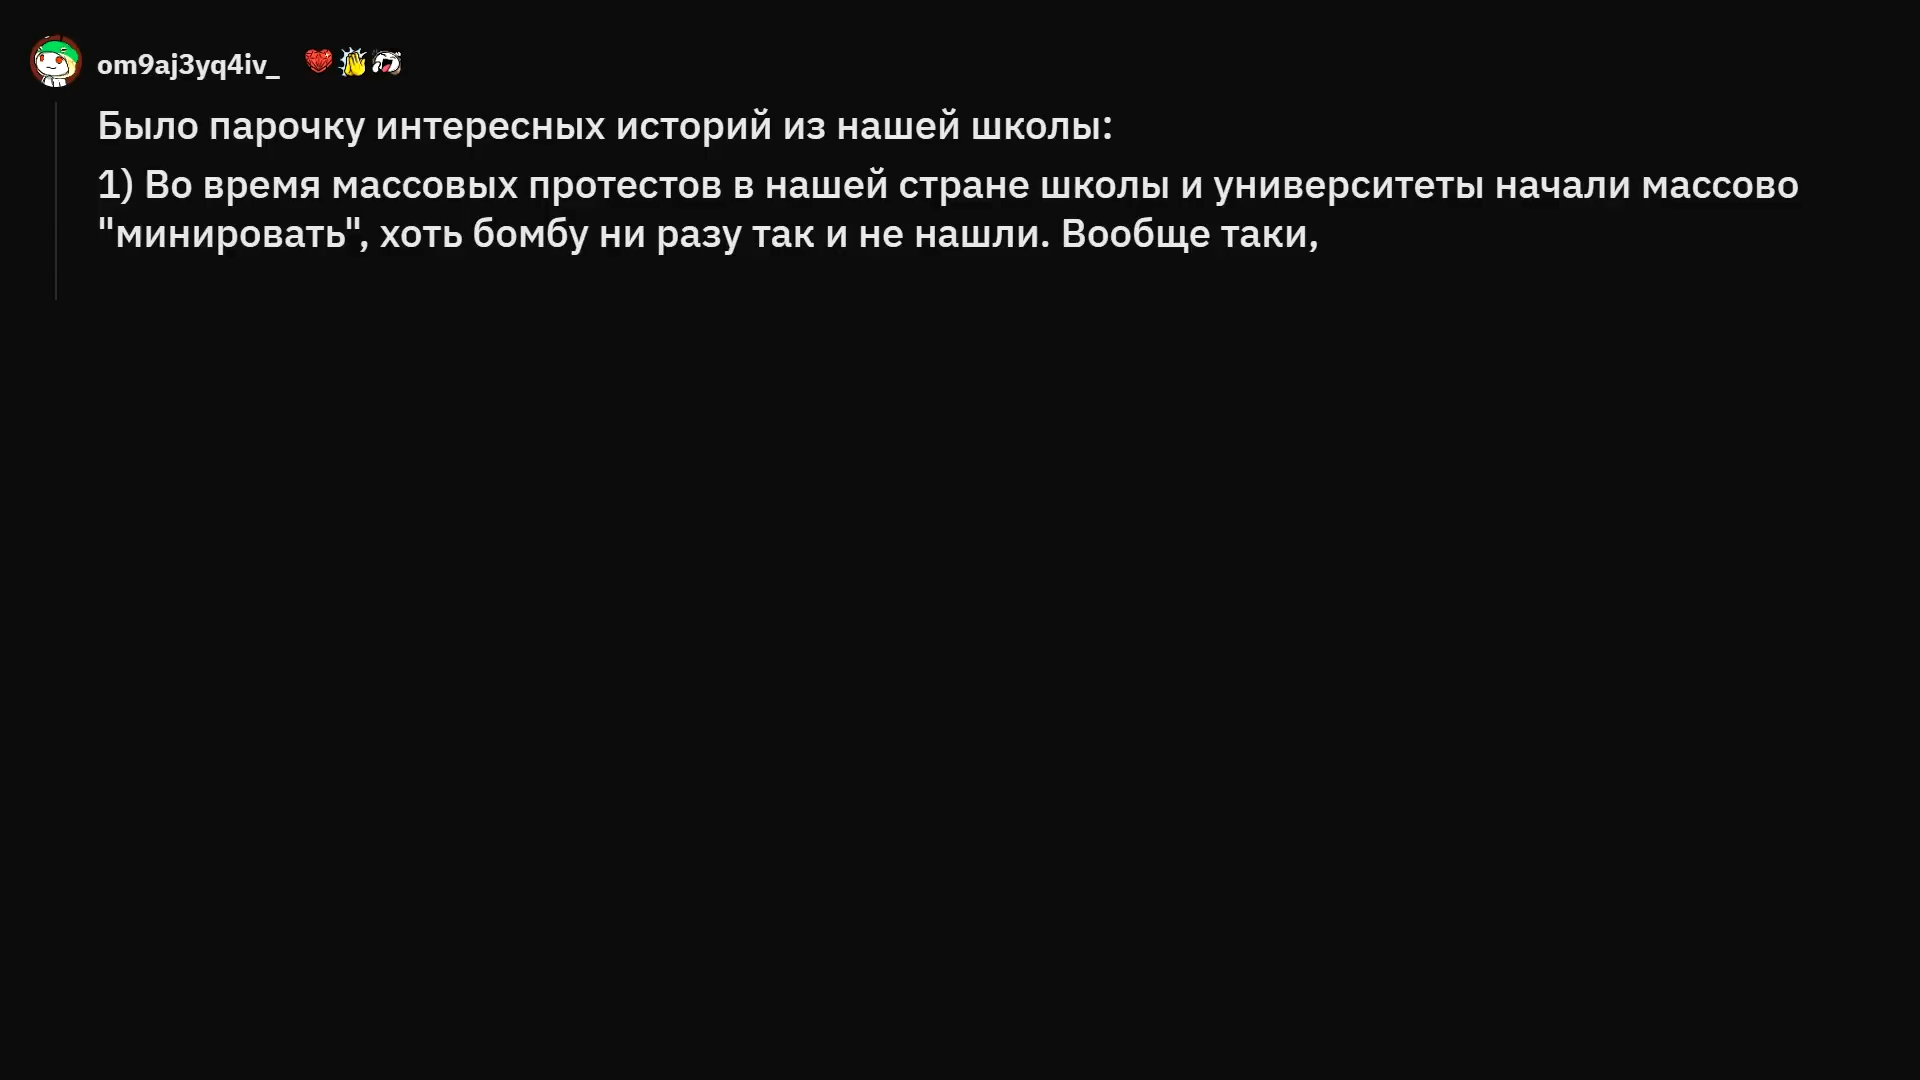 om9aj3yq4iv_
Было парочку интересных историй из нашей школы:
1) Во время массовых протестов в нашей стране школы и университеты начали массово
"минировать", хоть бомбу ни разу так и не нашли. Вообще таки,